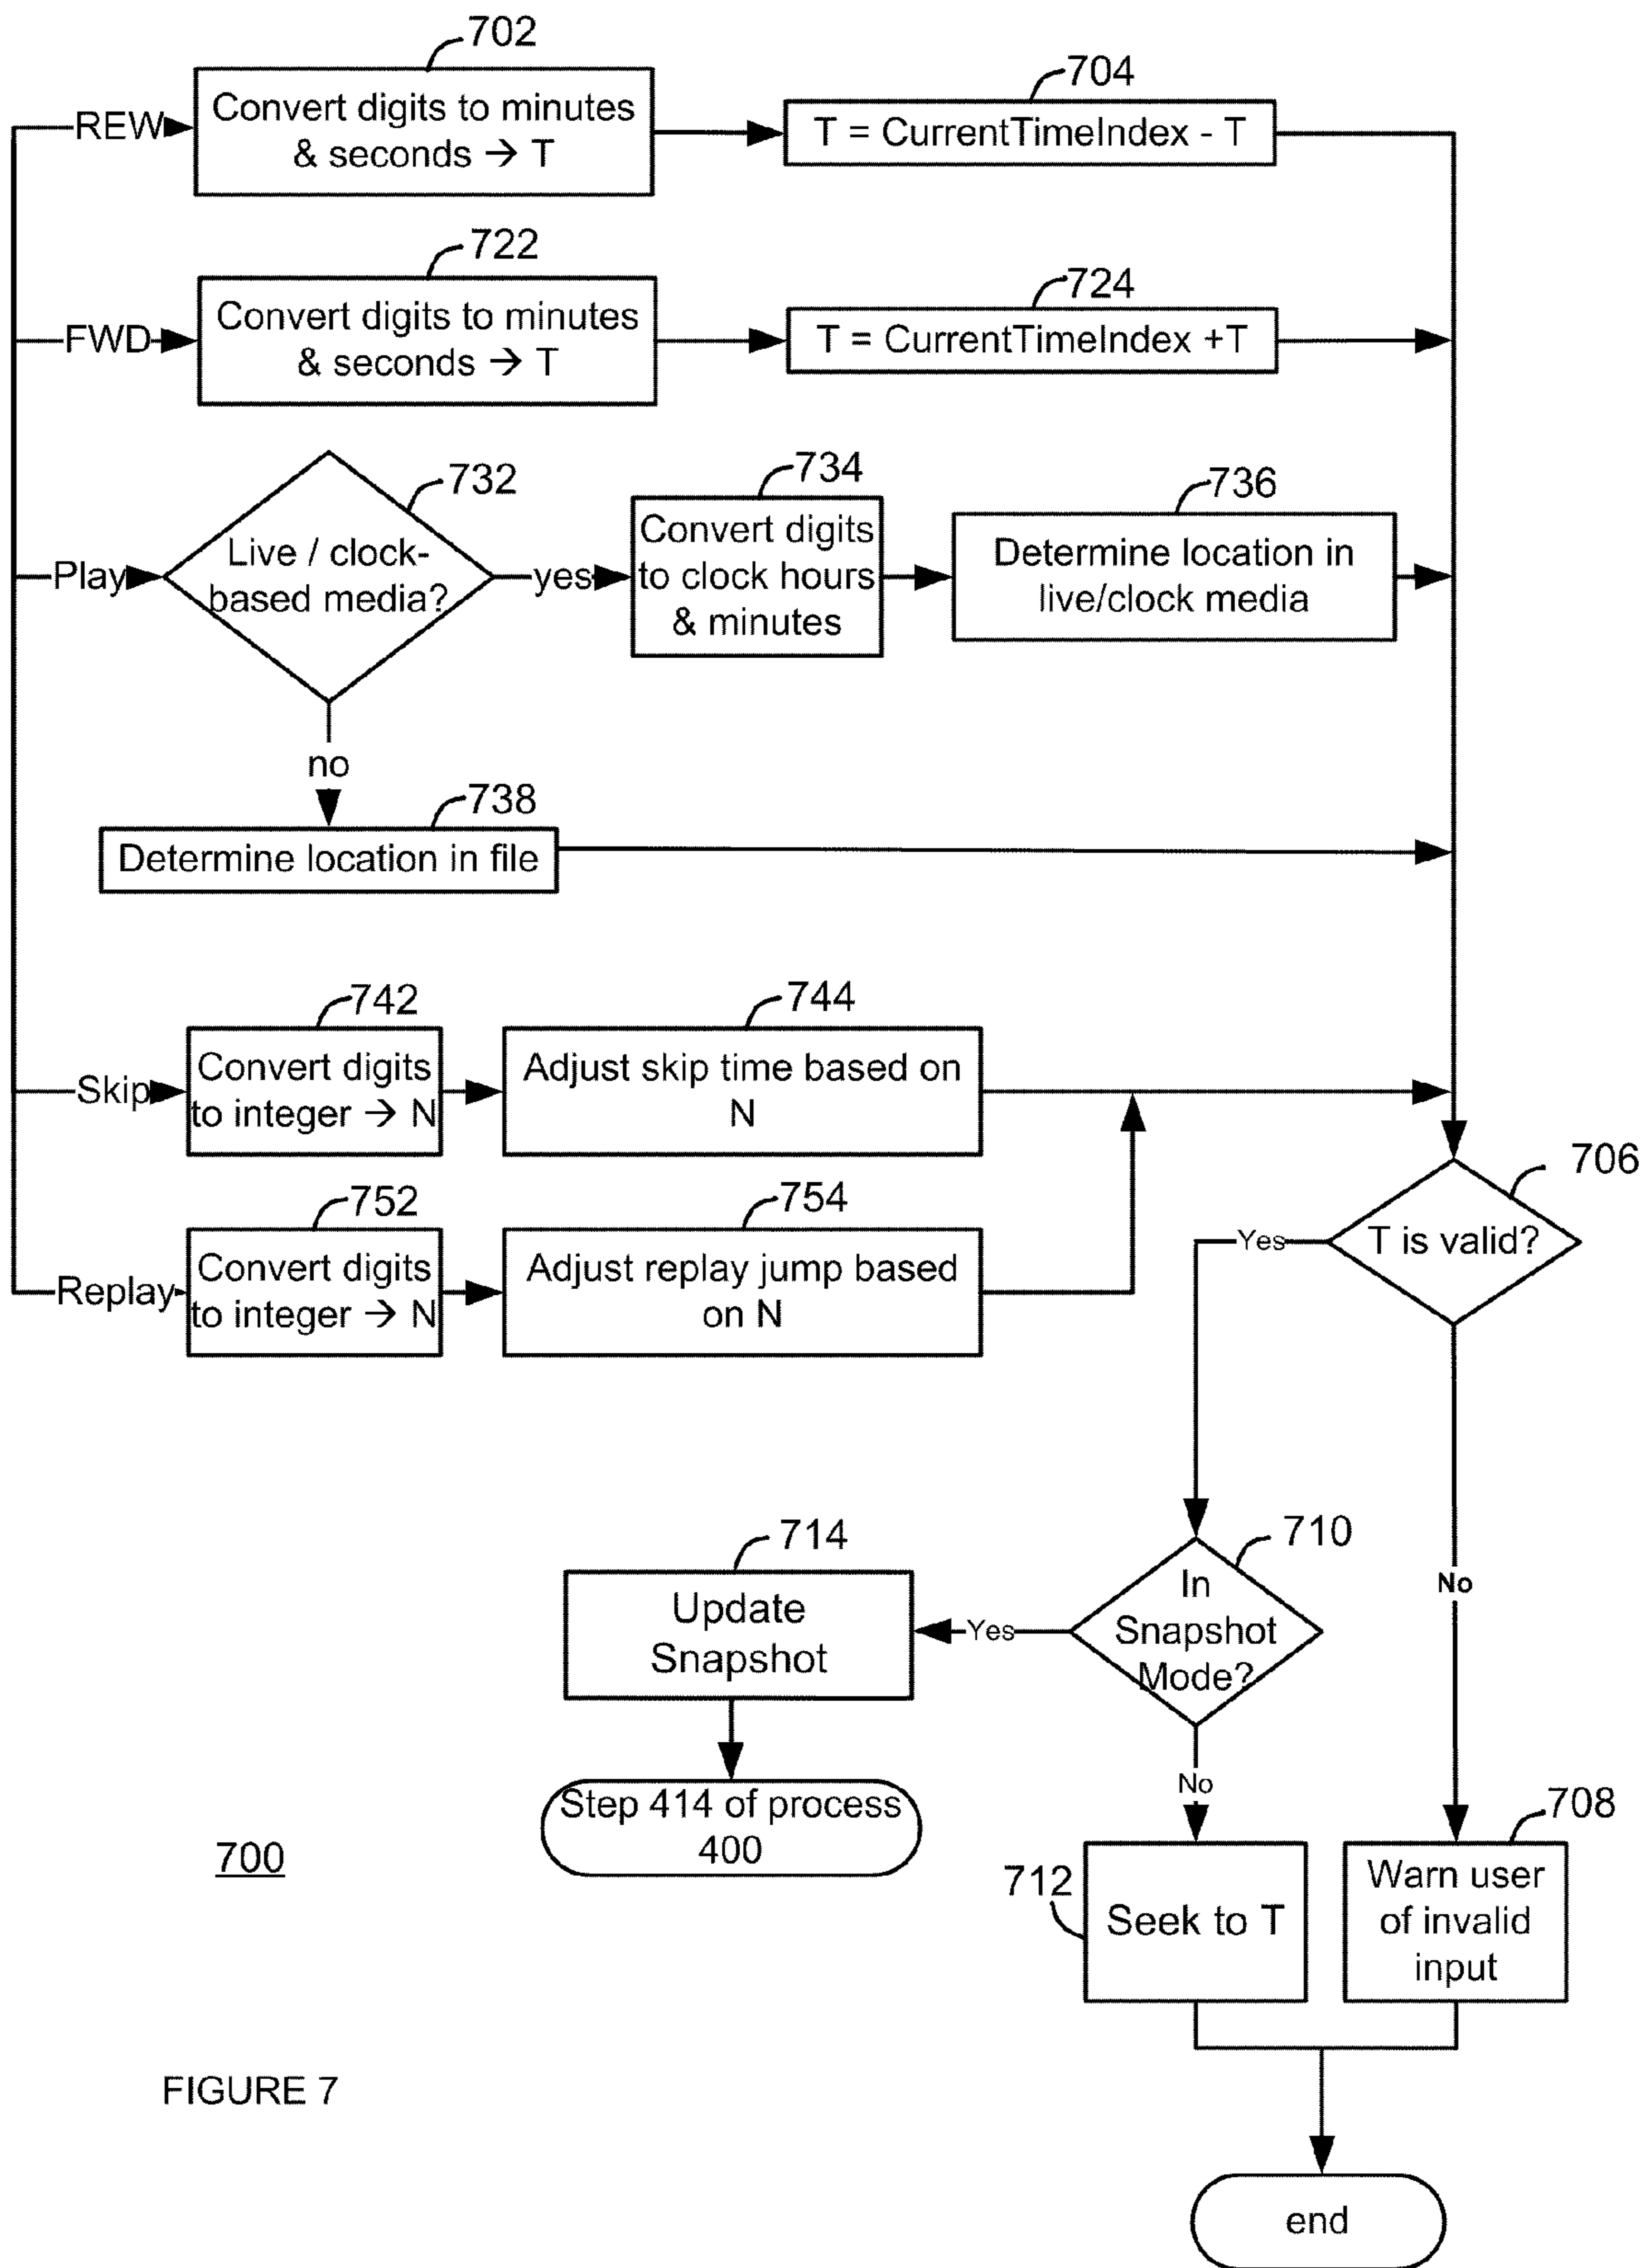 702
REW
Convert digits to minutes
& seconds → T
704
T = CurrentTimeIndex - T
722
FWD
Convert digits to minutes
& seconds → T
724
T = CurrentTimeIndex +T
732
Play
Live / clock-
based media?
yes
734
Convert digits
to clock hours
& minutes
736
Determine location in
live/clock media
no
738
Determine location in file
742
Skip
Convert digits
to integer → N
744
Adjust skip time based on
N
752
Replay
Convert digits
to integer → N
754
Adjust replay jump based
on N
706
T is valid?
Yes
No
710
In
Snapshot
Mode?
Yes
714
Update
Snapshot
Step 414 of process
400
No
712
Seek to T
708
Warn user
of invalid
input
700
FIGURE 7
end